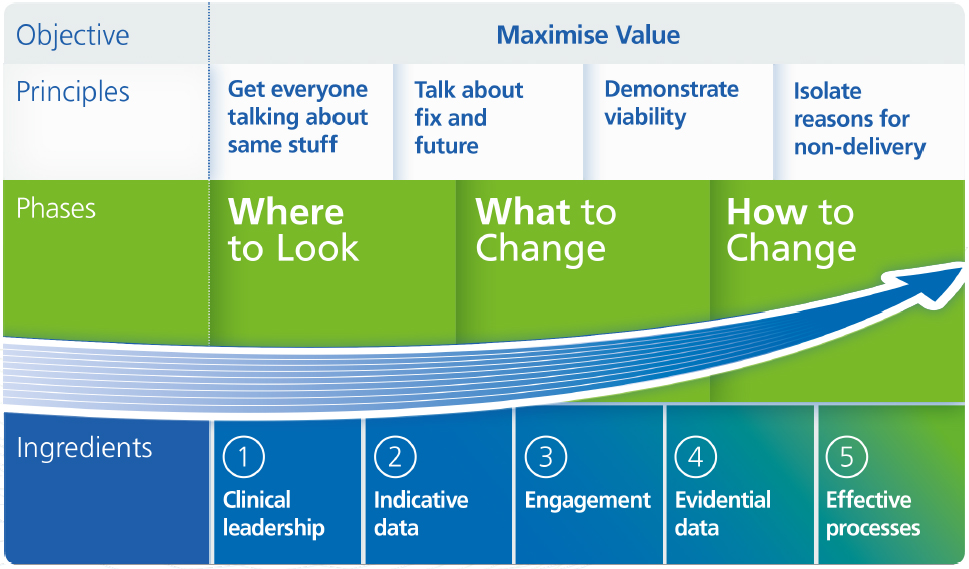 Objective
Maximise Value
Principles
Get everyone
talking about
same stuff
Talk about
fix and
future
Demonstrate
viability
Isolate
reasons for
non-delivery
Phases
Where
to Look
What to
Change
How to
Change
Ingredients
1
Clinical
leadership
2
Indicative
data
3
Engagement
4
Evidential
data
5
Effective
processes